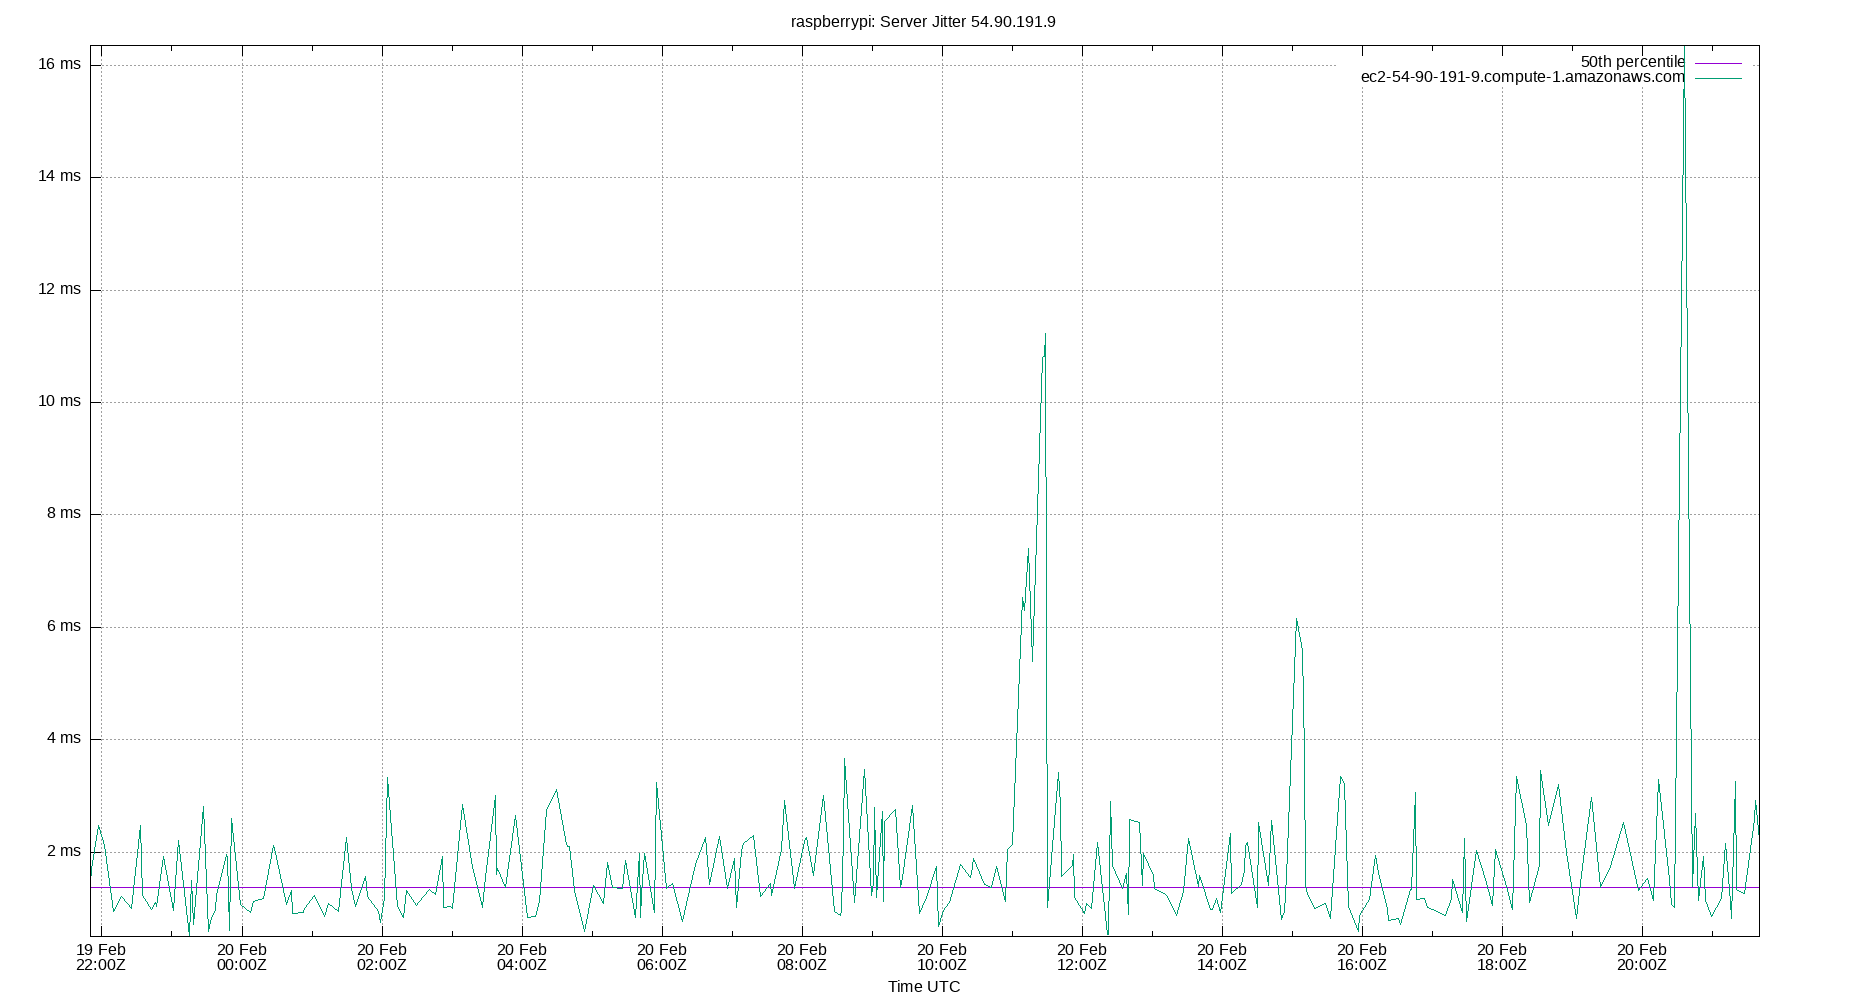 raspberrypi: Server Jitter 54.90.191.9
50th percentile
ec2-54-90-191-9.compute-1.amazonaws.com
16 ms
14 ms
12 ms
10 ms
8 ms
6 ms
4 ms
2 ms
19 Feb 20 Feb 20 Feb 20 Feb 20 Feb 20 Feb 20 Feb 20 Feb 20 Feb 20 Feb 20 Feb 20 Feb
22:00Z 00:00Z 02:00Z 04:00Z 06:00Z 08:00Z 10:00Z 12:00Z 14:00Z 16:00Z 18:00Z 20:00Z
Time UTC